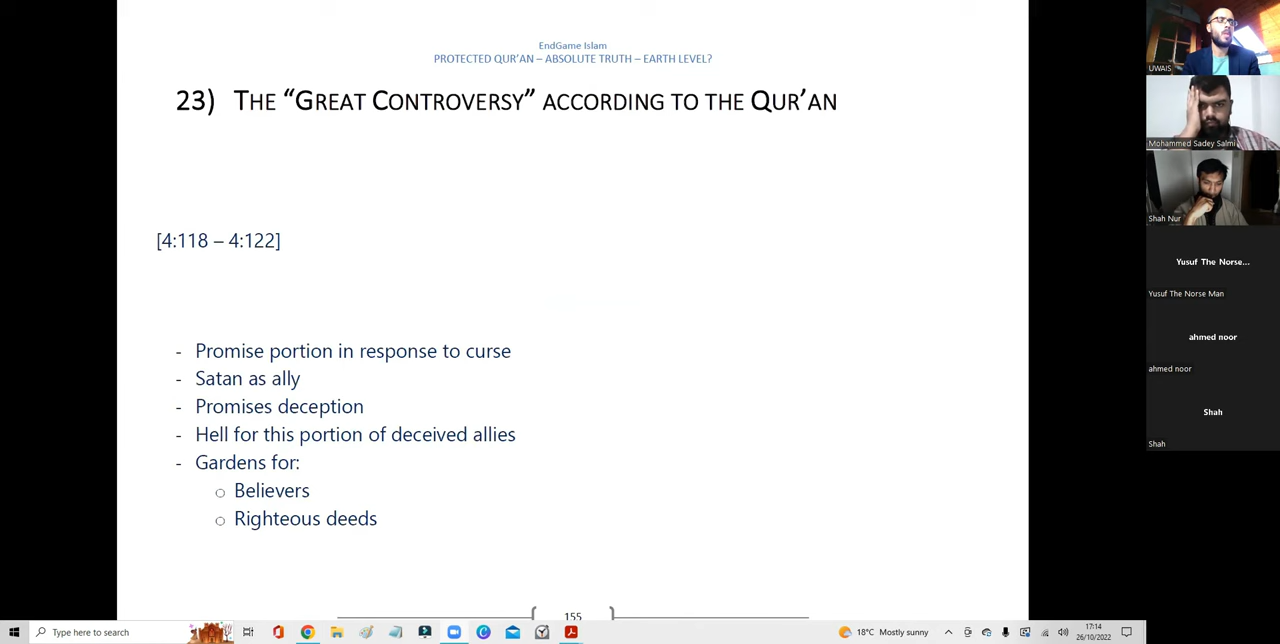 EndGame Islam
PROTECTED QUR'AN – ABSOLUTE TRUTH – EARTH LEVEL?
23) THE “GREAT CONTROVERSY” ACCORDING TO THE QUR’AN
[4:118 – 4:122]
- Promise portion in response to curse
- Satan as ally
- Promises deception
- Hell for this portion of deceived allies
- Gardens for:
○ Believers
○ Righteous deeds
155
UWAIS
Mohammed Sadey Salmi
Shah Nur
Yusuf The Norse...
Yusuf The Norse Man
ahmed noor
ahmed noor
Shah
Shah
Type here to search
18°C Mostly sunny
17:14
26/10/2022